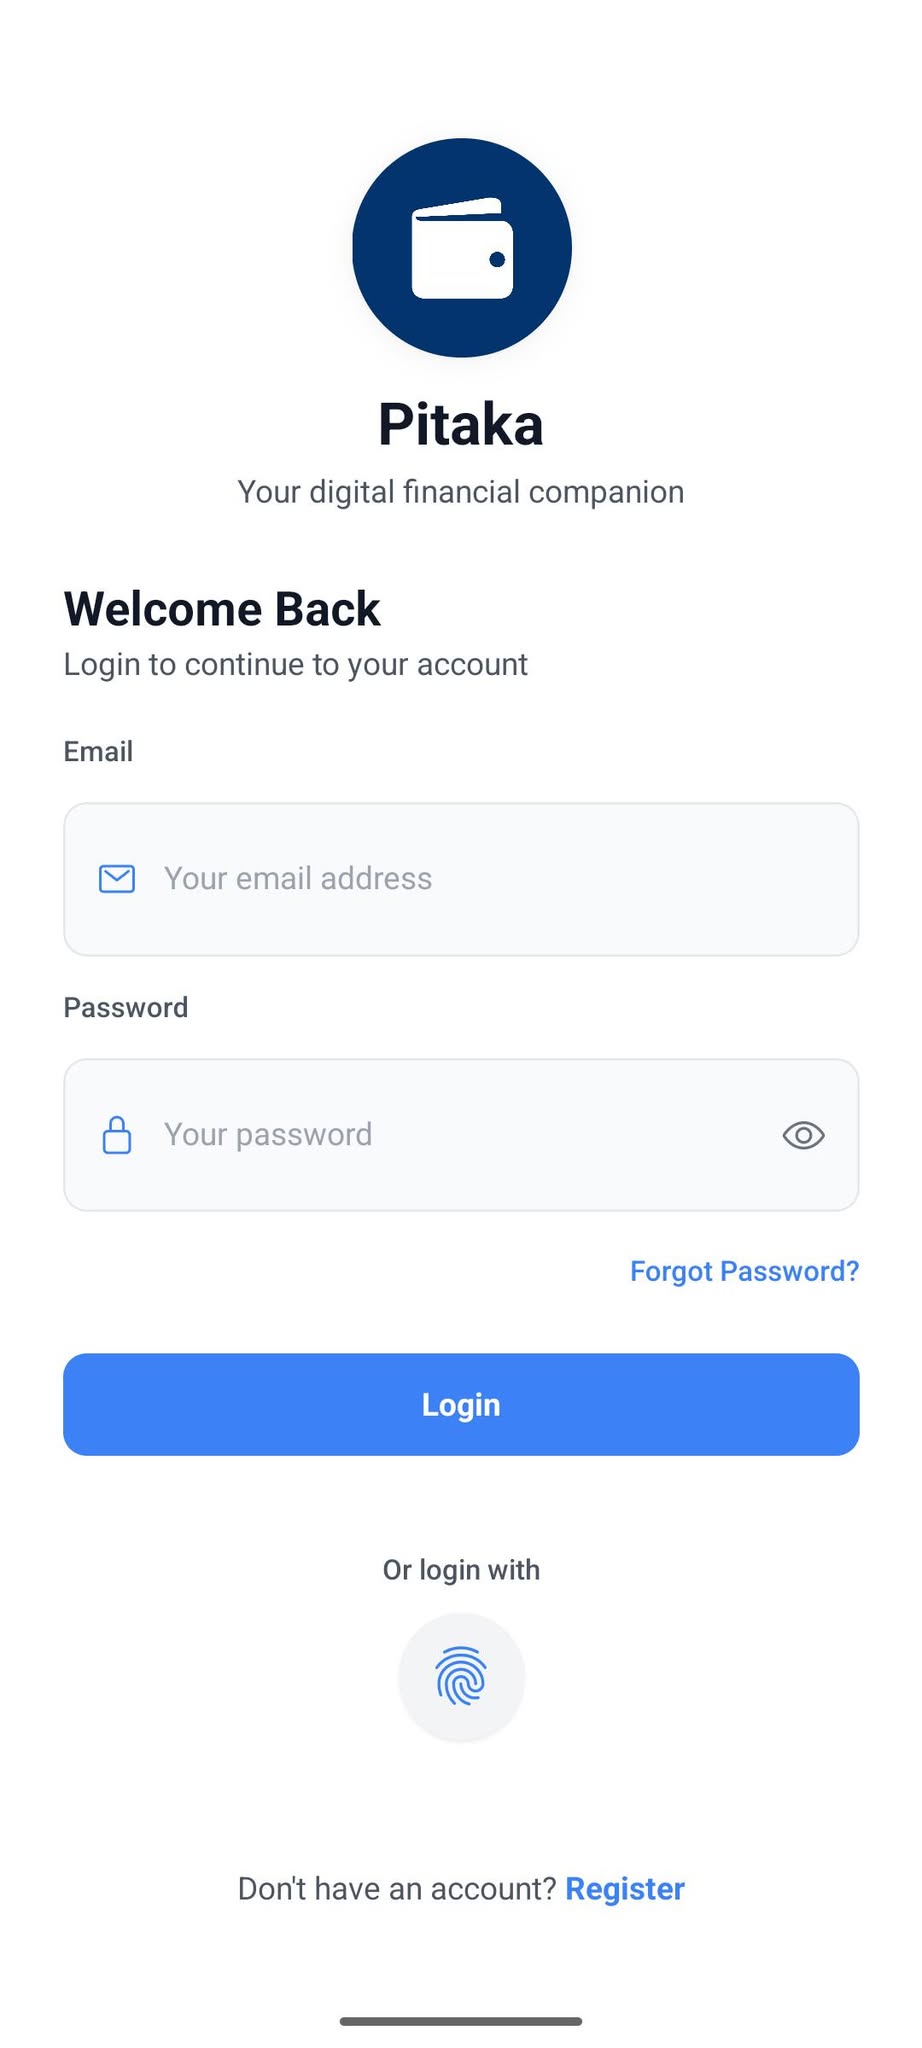 Pitaka
Your digital financial companion
Welcome Back
Login to continue to your account
Email
Your email address
Password
Your password
Forgot Password?
Login
Or login with
Don't have an account? Register